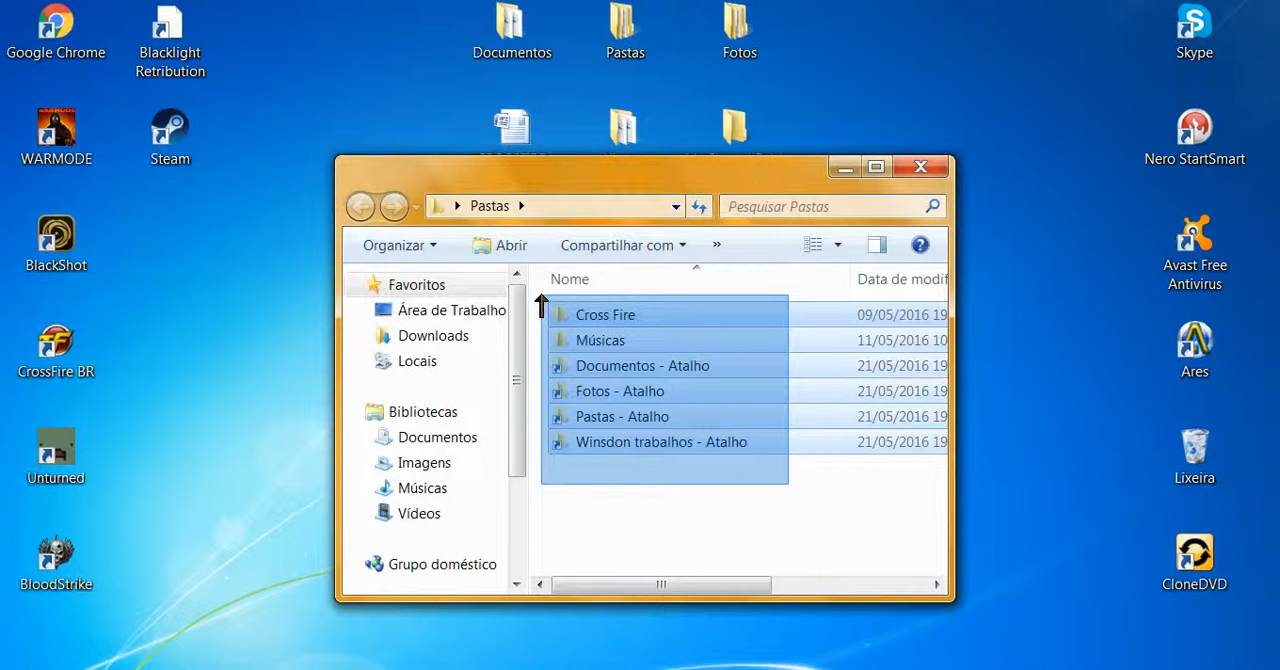 Google Chrome
Blacklight
Retribution
Documentos
Pastas
Fotos
Skype
WARMODE
Steam
Nero StartSmart
BlackShot
Avast Free
Antivirus
CrossFire BR
Ares
Unturned
Lixeira
BloodStrike
CloneDVD
Pastas
Pesquisar Pastas
Organizar
Abrir
Compartilhar com
»
Favoritos
Área de Trabalho
Downloads
Locais
Bibliotecas
Documentos
Imagens
Músicas
Vídeos
Grupo doméstico
Nome
Data de modif
Cross Fire
09/05/2016 19
Músicas
11/05/2016 10
Documentos - Atalho
21/05/2016 19
Fotos - Atalho
21/05/2016 19
Pastas - Atalho
21/05/2016 19
Winsdon trabalhos - Atalho
21/05/2016 19